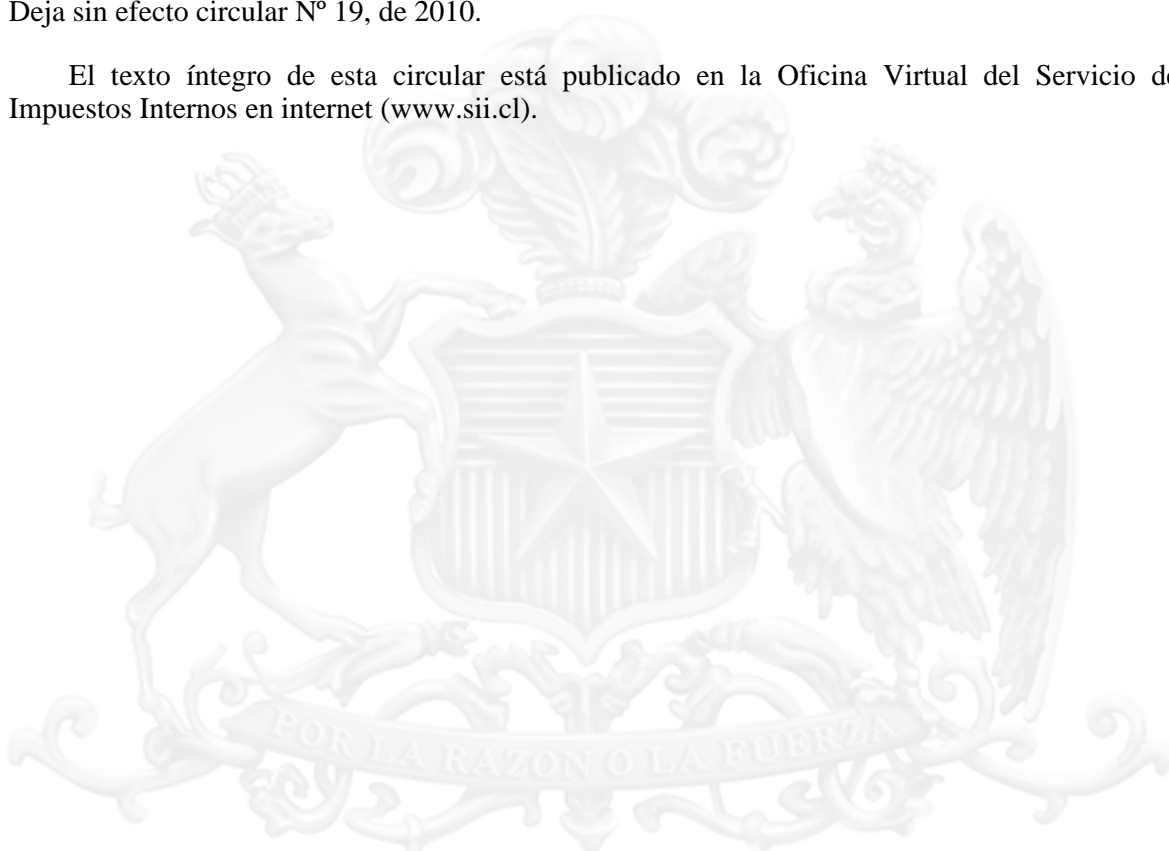 Deja sin efecto circular Nº 19, de 2010.
El texto íntegro de esta circular está publicado en la Oficina Virtual del Servicio de
Impuestos Internos en internet (www.sii.cl).
POR LA RAZON O LA FUERZA